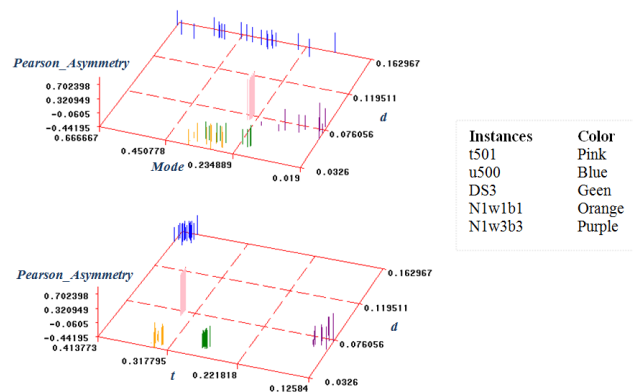 Pearson_Asymmetry
0.702398
0.320949
-0.0605
-0.44195
0.666667
0.450778
Mode
0.234889
0.019
0.0326
0.076056
d
0.119511
0.162967
Instances Color
t501 Pink
u500 Blue
DS3 Geen
N1w1b1 Orange
N1w3b3 Purple
Pearson_Asymmetry
0.702398
0.320949
-0.0605
-0.44195
0.413773
0.317795
t
0.221818
0.12584
0.0326
0.076056
d
0.119511
0.162967